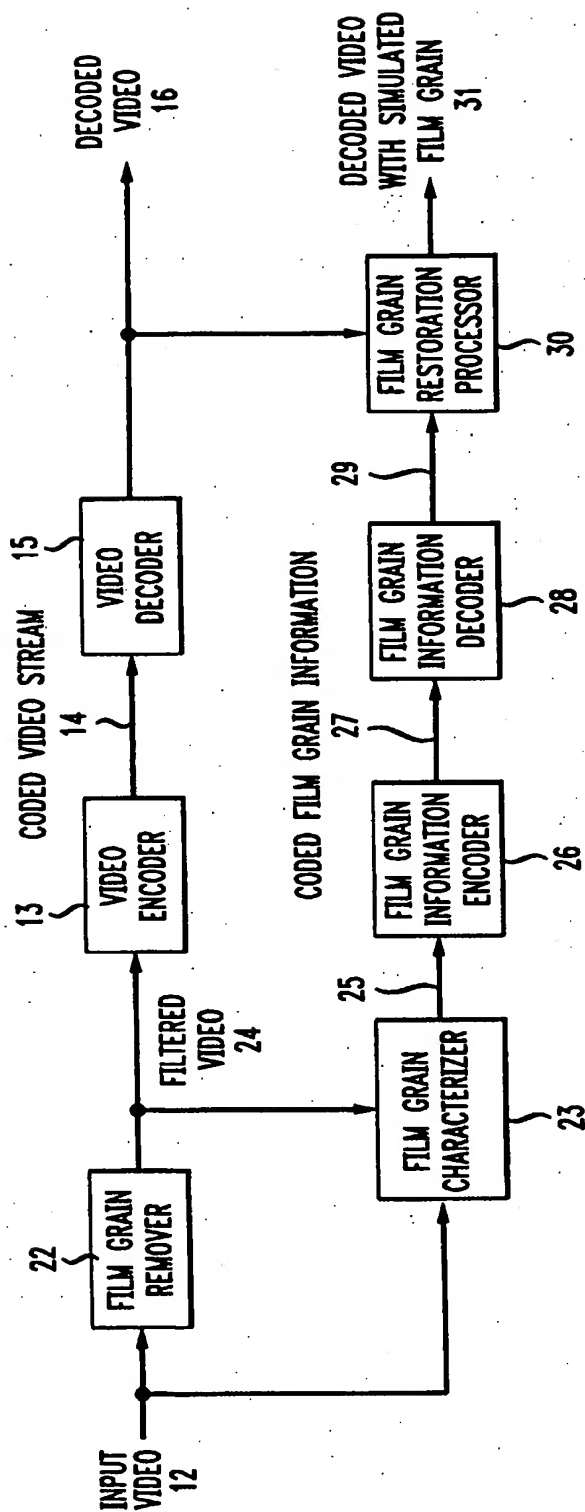 INPUT
VIDEO
12
22
FILM GRAIN
REMOVER
FILTERED
VIDEO
24
13
VIDEO
ENCODER
CODED VIDEO STREAM
14
15
VIDEO
DECODER
DECODED
VIDEO
16
FILM GRAIN
CHARACTERIZER
23
25
FILM GRAIN
INFORMATION
ENCODER
26
CODED FILM GRAIN INFORMATION
27
FILM GRAIN
INFORMATION
DECODER
28
29
FILM GRAIN
RESTORATION
PROCESSOR
30
DECODED VIDEO
WITH SIMULATED
FILM GRAIN
31